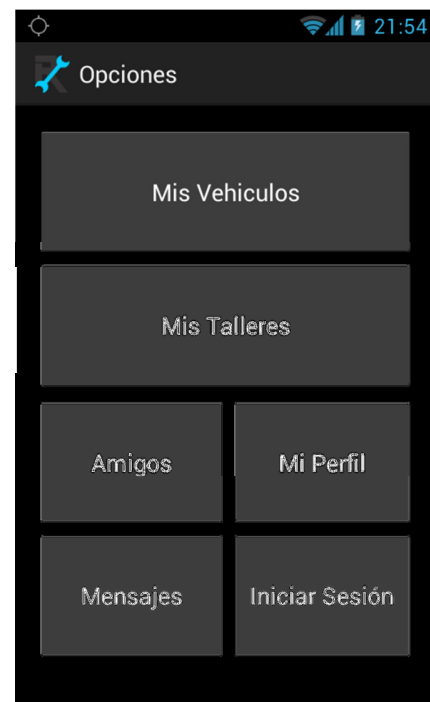 21:54
Opciones
Mis Vehiculos
Mis Talleres
Amigos
Mi Perfil
Mensajes
Iniciar Sesión